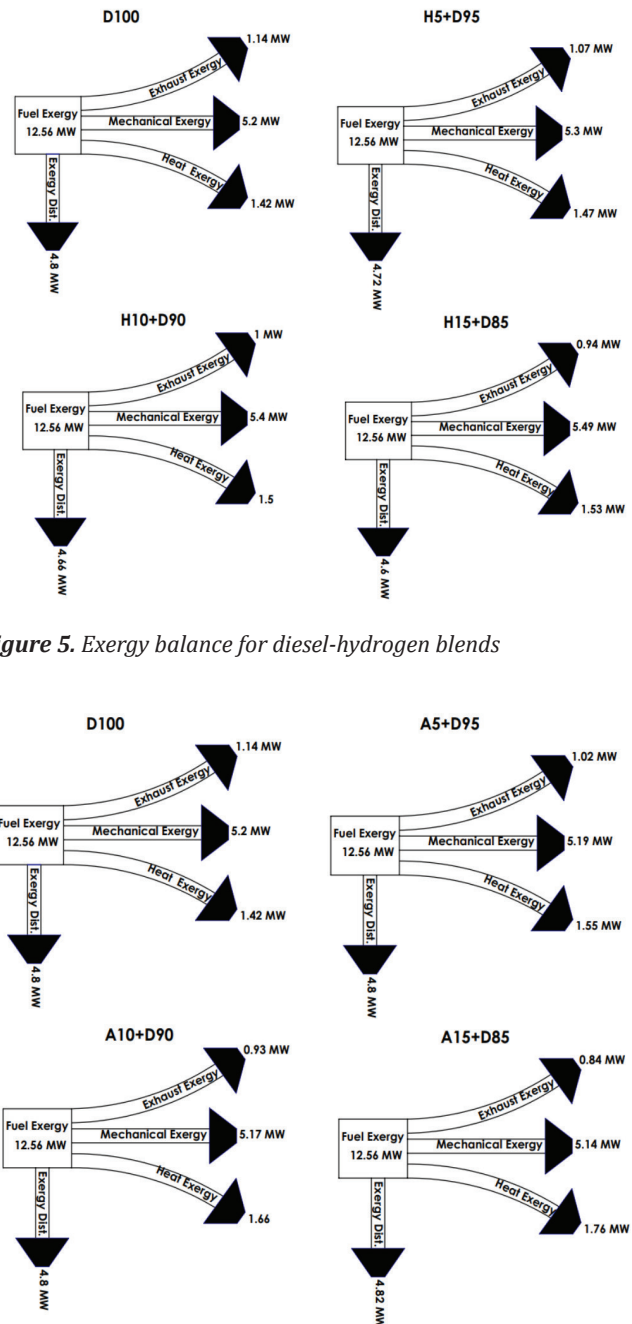 D100
1.14 MW
Exhaust Exergy
Fuel Exergy
12.56 MW
Mechanical Exergy
5.2 MW
Heat Exergy
1.42 MW
Exergy Dist.
4.8 MW
H5+D95
1.07 MW
Exhaust Exergy
Fuel Exergy
12.56 MW
Mechanical Exergy
5.3 MW
Heat Exergy
1.47 MW
Exergy Dist.
4.72 MW
H10+D90
1 MW
Exhaust Exergy
Fuel Exergy
12.56 MW
Mechanical Exergy
5.4 MW
Heat Exergy
1.5
Exergy Dist.
4.66 MW
H15+D85
0.94 MW
Exhaust Exergy
Fuel Exergy
12.56 MW
Mechanical Exergy
5.49 MW
Heat Exergy
1.53 MW
Exergy Dist.
4.6 MW
igure 5. Exergy balance for diesel-hydrogen blends
D100
1.14 MW
Exhaust Exergy
Fuel Exergy
12.56 MW
Mechanical Exergy
5.2 MW
Heat Exergy
1.42 MW
Exergy Dist.
4.8 MW
A5+D95
1.02 MW
Exhaust Exergy
Fuel Exergy
12.56 MW
Mechanical Exergy
5.19 MW
Heat Exergy
1.55 MW
Exergy Dist.
4.8 MW
A10+D90
0.93 MW
Exhaust Exergy
Fuel Exergy
12.56 MW
Mechanical Exergy
5.17 MW
Heat Exergy
1.66
Exergy Dist.
4.8 MW
A15+D85
0.84 MW
Exhaust Exergy
Fuel Exergy
12.56 MW
Mechanical Exergy
5.14 MW
Heat Exergy
1.76 MW
Exergy Dist.
4.82 MW